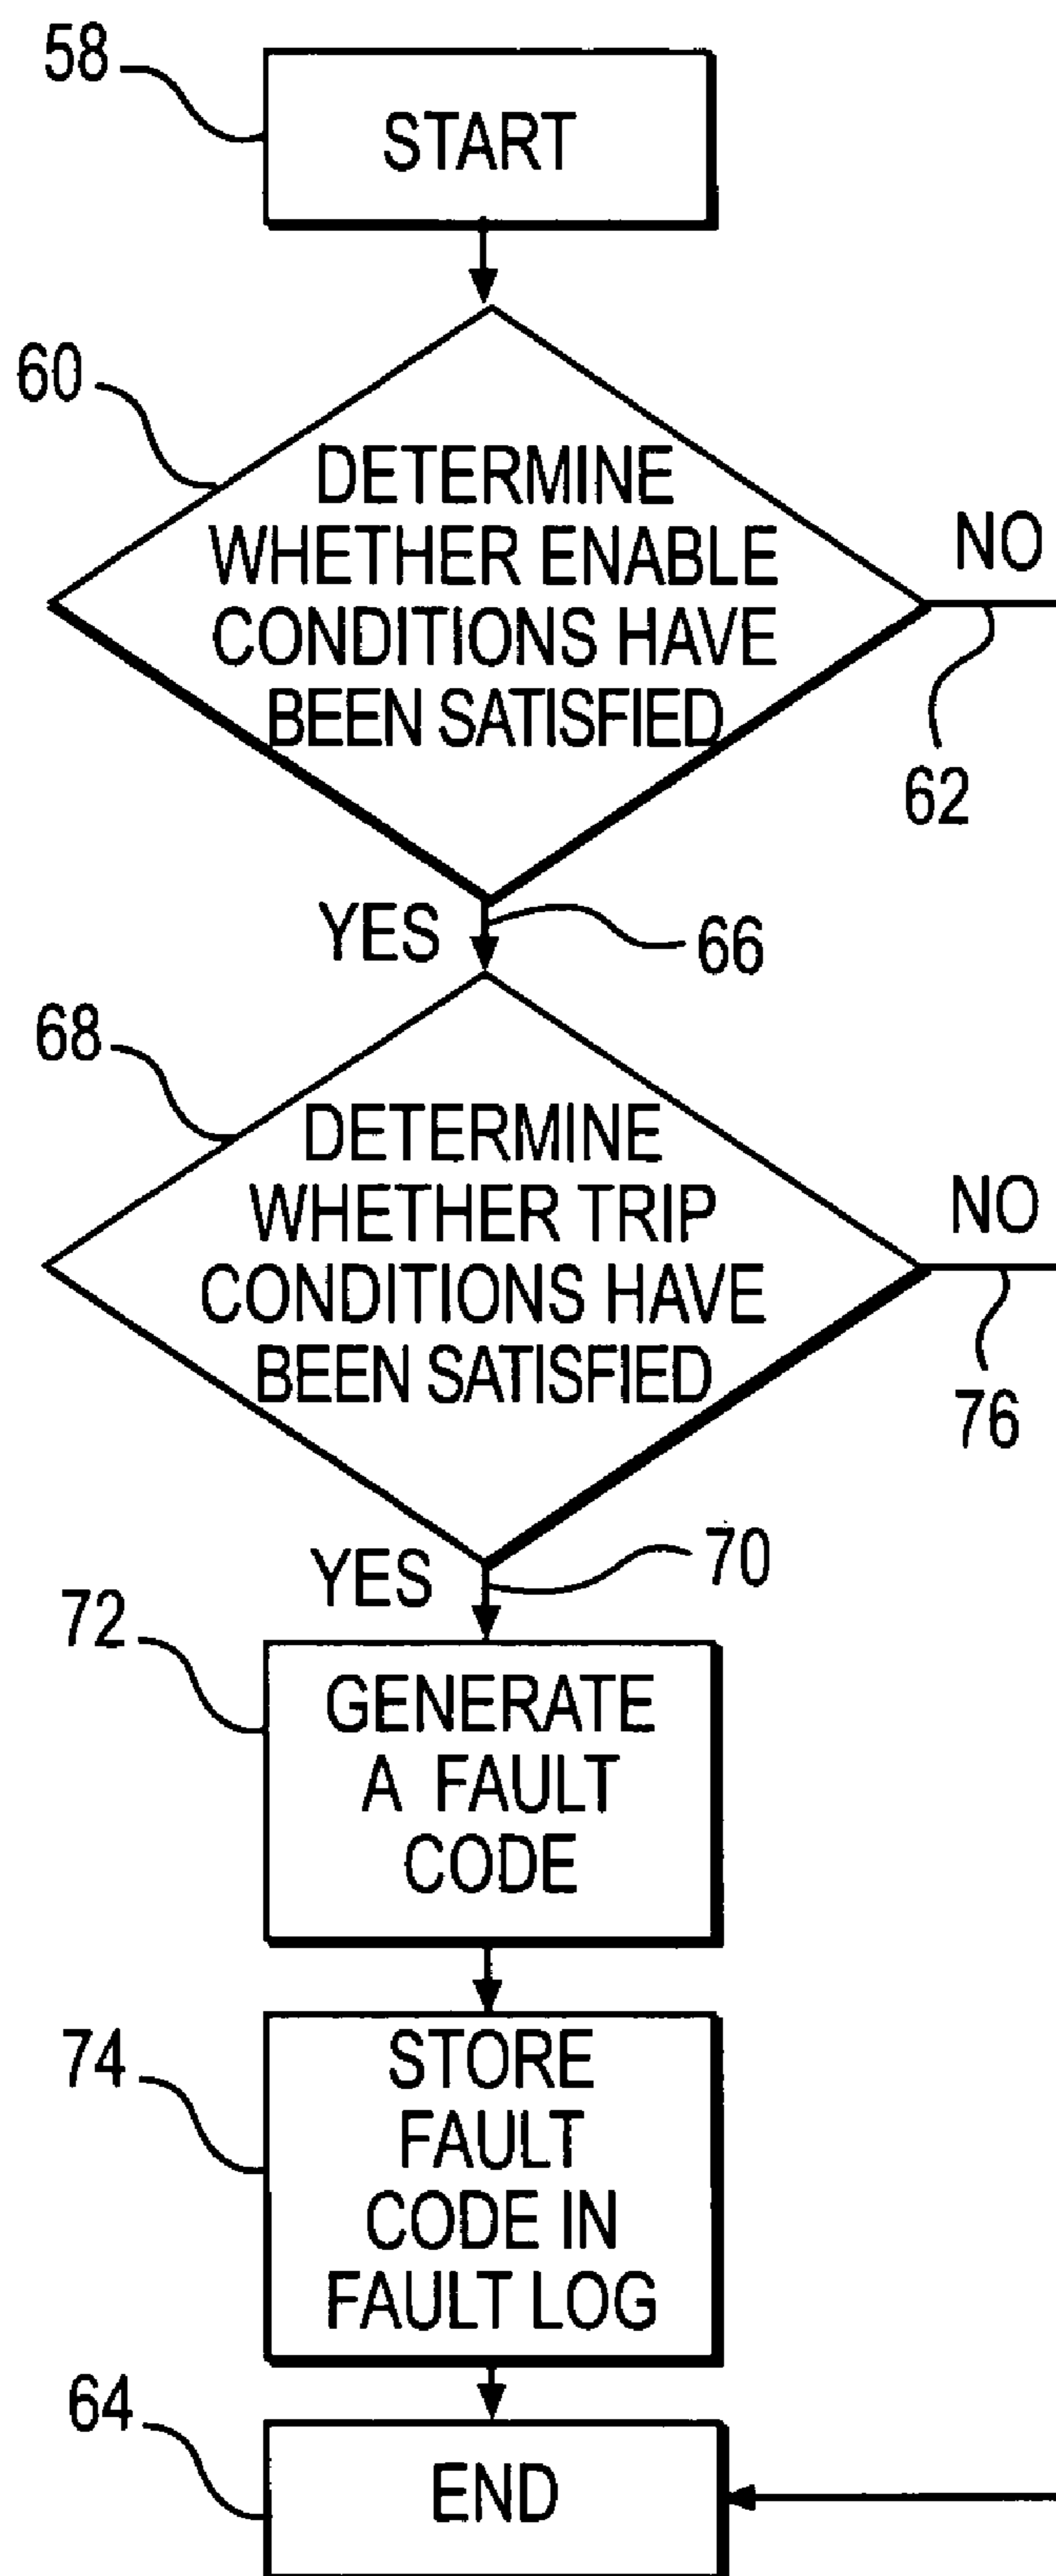 58
START
60
DETERMINE
WHETHER ENABLE
CONDITIONS HAVE
BEEN SATISFIED
NO
62
YES
66
68
DETERMINE
WHETHER TRIP
CONDITIONS HAVE
BEEN SATISFIED
NO
76
YES
70
72
GENERATE
A FAULT
CODE
74
STORE
FAULT
CODE IN
FAULT LOG
64
END